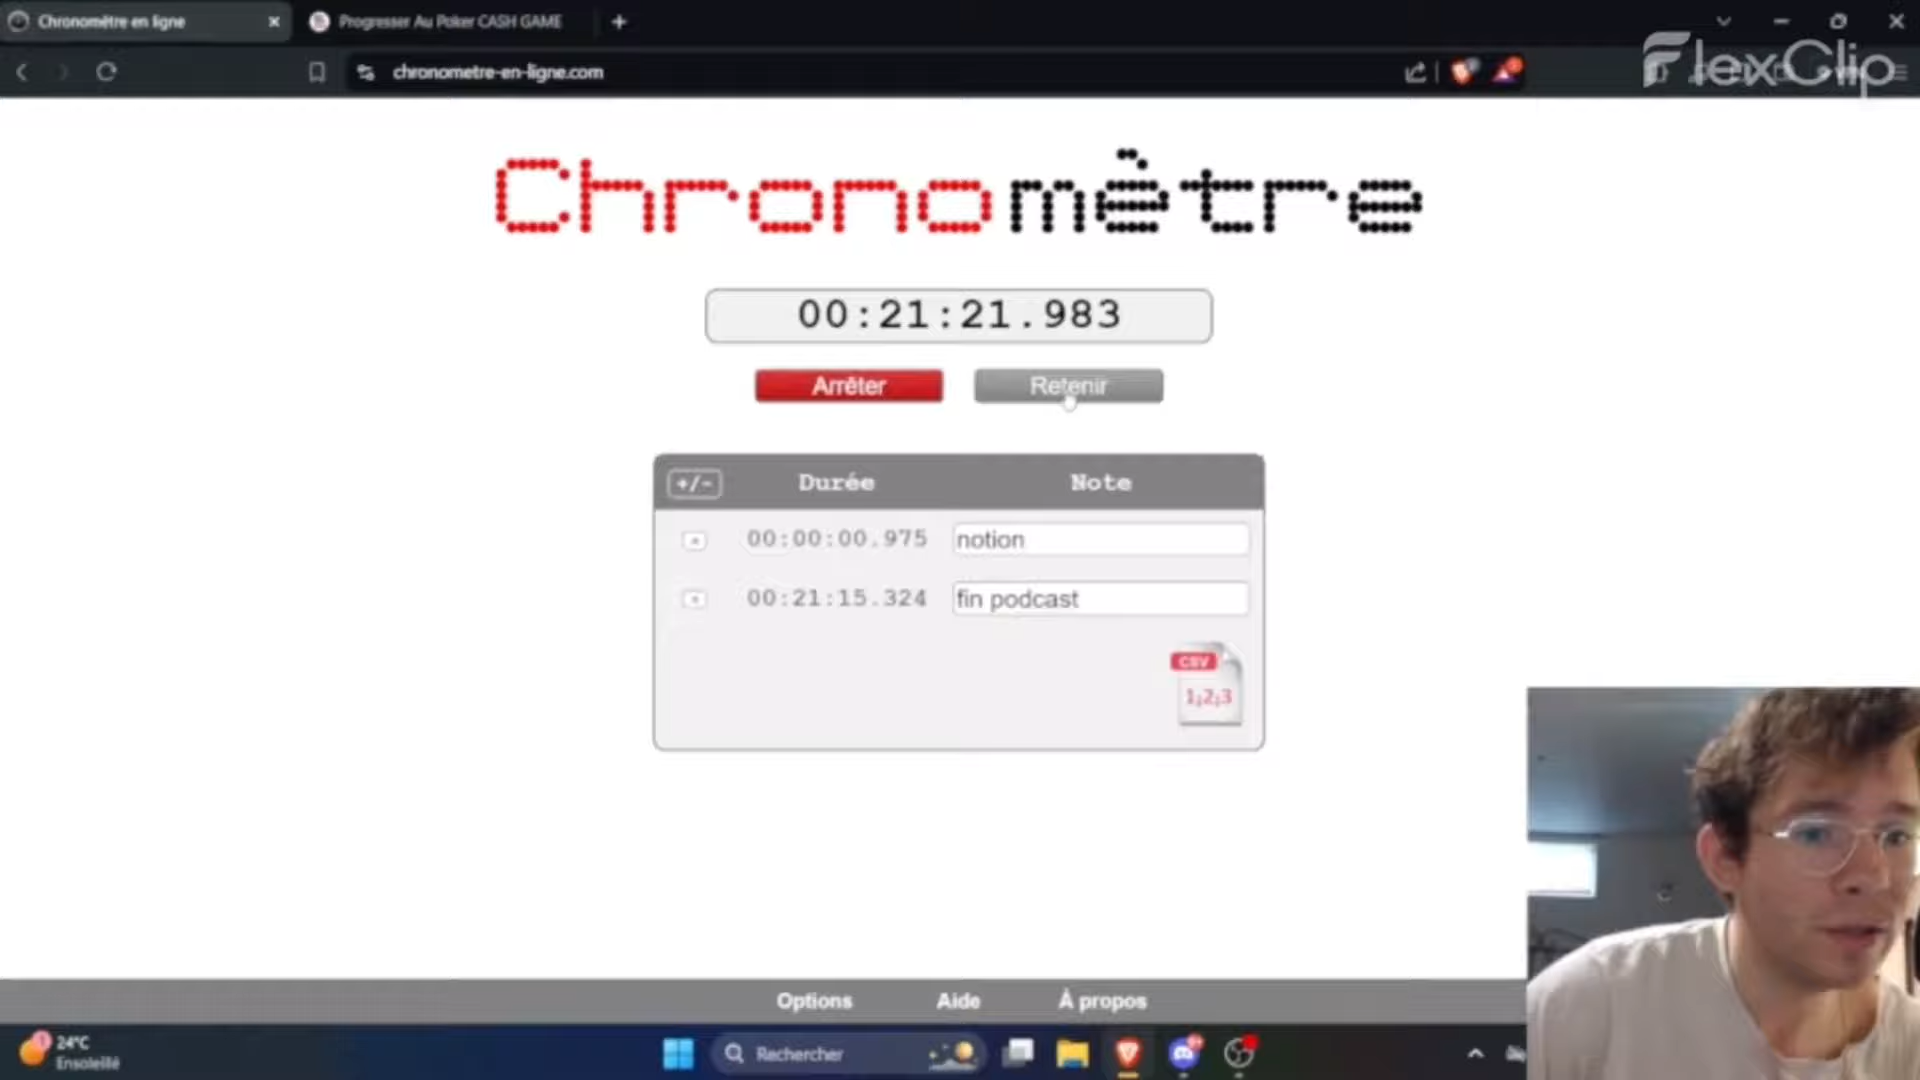 Chronomètre en ligne
Progresser Au Poker CASH GAME
chronometre-en-ligne.com
FlexClip
Chronomètre
00:21:21.983
Arrêter
Retenir
+/-
Durée
Note
00:00:00.975
notion
00:21:15.324
fin podcast
CSV
1;2;3
Options
Aide
À propos
24°C
Ensoleillé
Rechercher